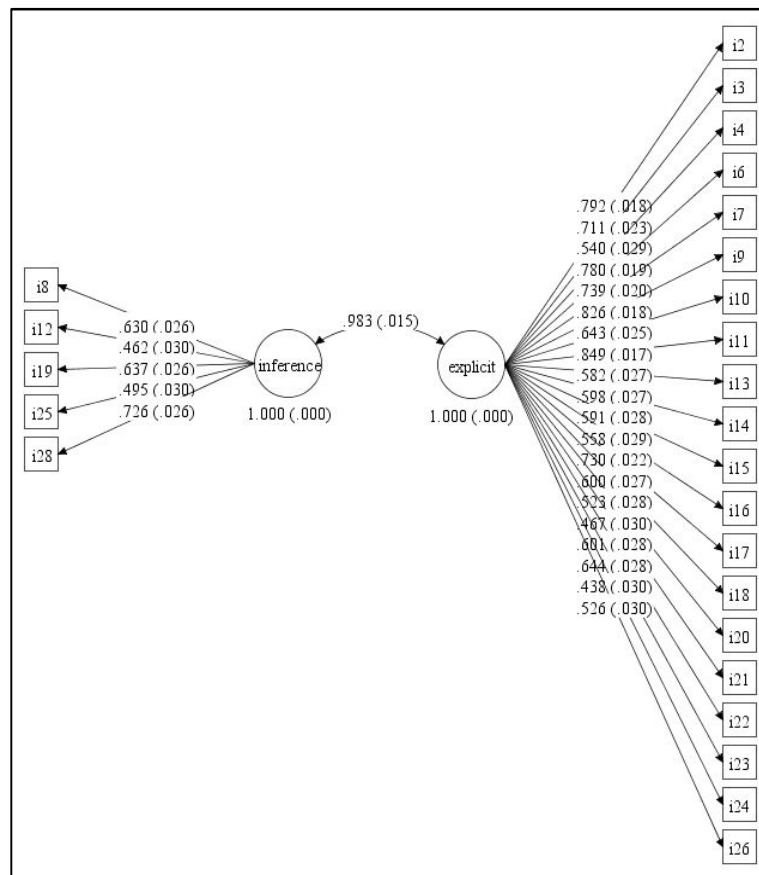 i2
i3
i4
i6
i7
i9
i10
i11
i13
i14
i15
i16
i17
i18
i20
i21
i22
i23
i24
i26
.792 (.018)
.711 (.023)
.540 (.029)
.780 (.019)
.739 (.020)
.826 (.018)
.643 (.025)
.849 (.017)
.582 (.027)
.598 (.027)
.591 (.028)
.558 (.029)
.730 (.022)
.600 (.027)
.523 (.028)
.467 (.030)
.601 (.028)
.644 (.028)
.438 (.030)
.526 (.030)
i8
i12
i19
i25
i28
.630 (.026)
.462 (.030)
.637 (.026)
.495 (.030)
.726 (.026)
.983 (.015)
inference
explicit
1.000 (.000)
1.000 (.000)